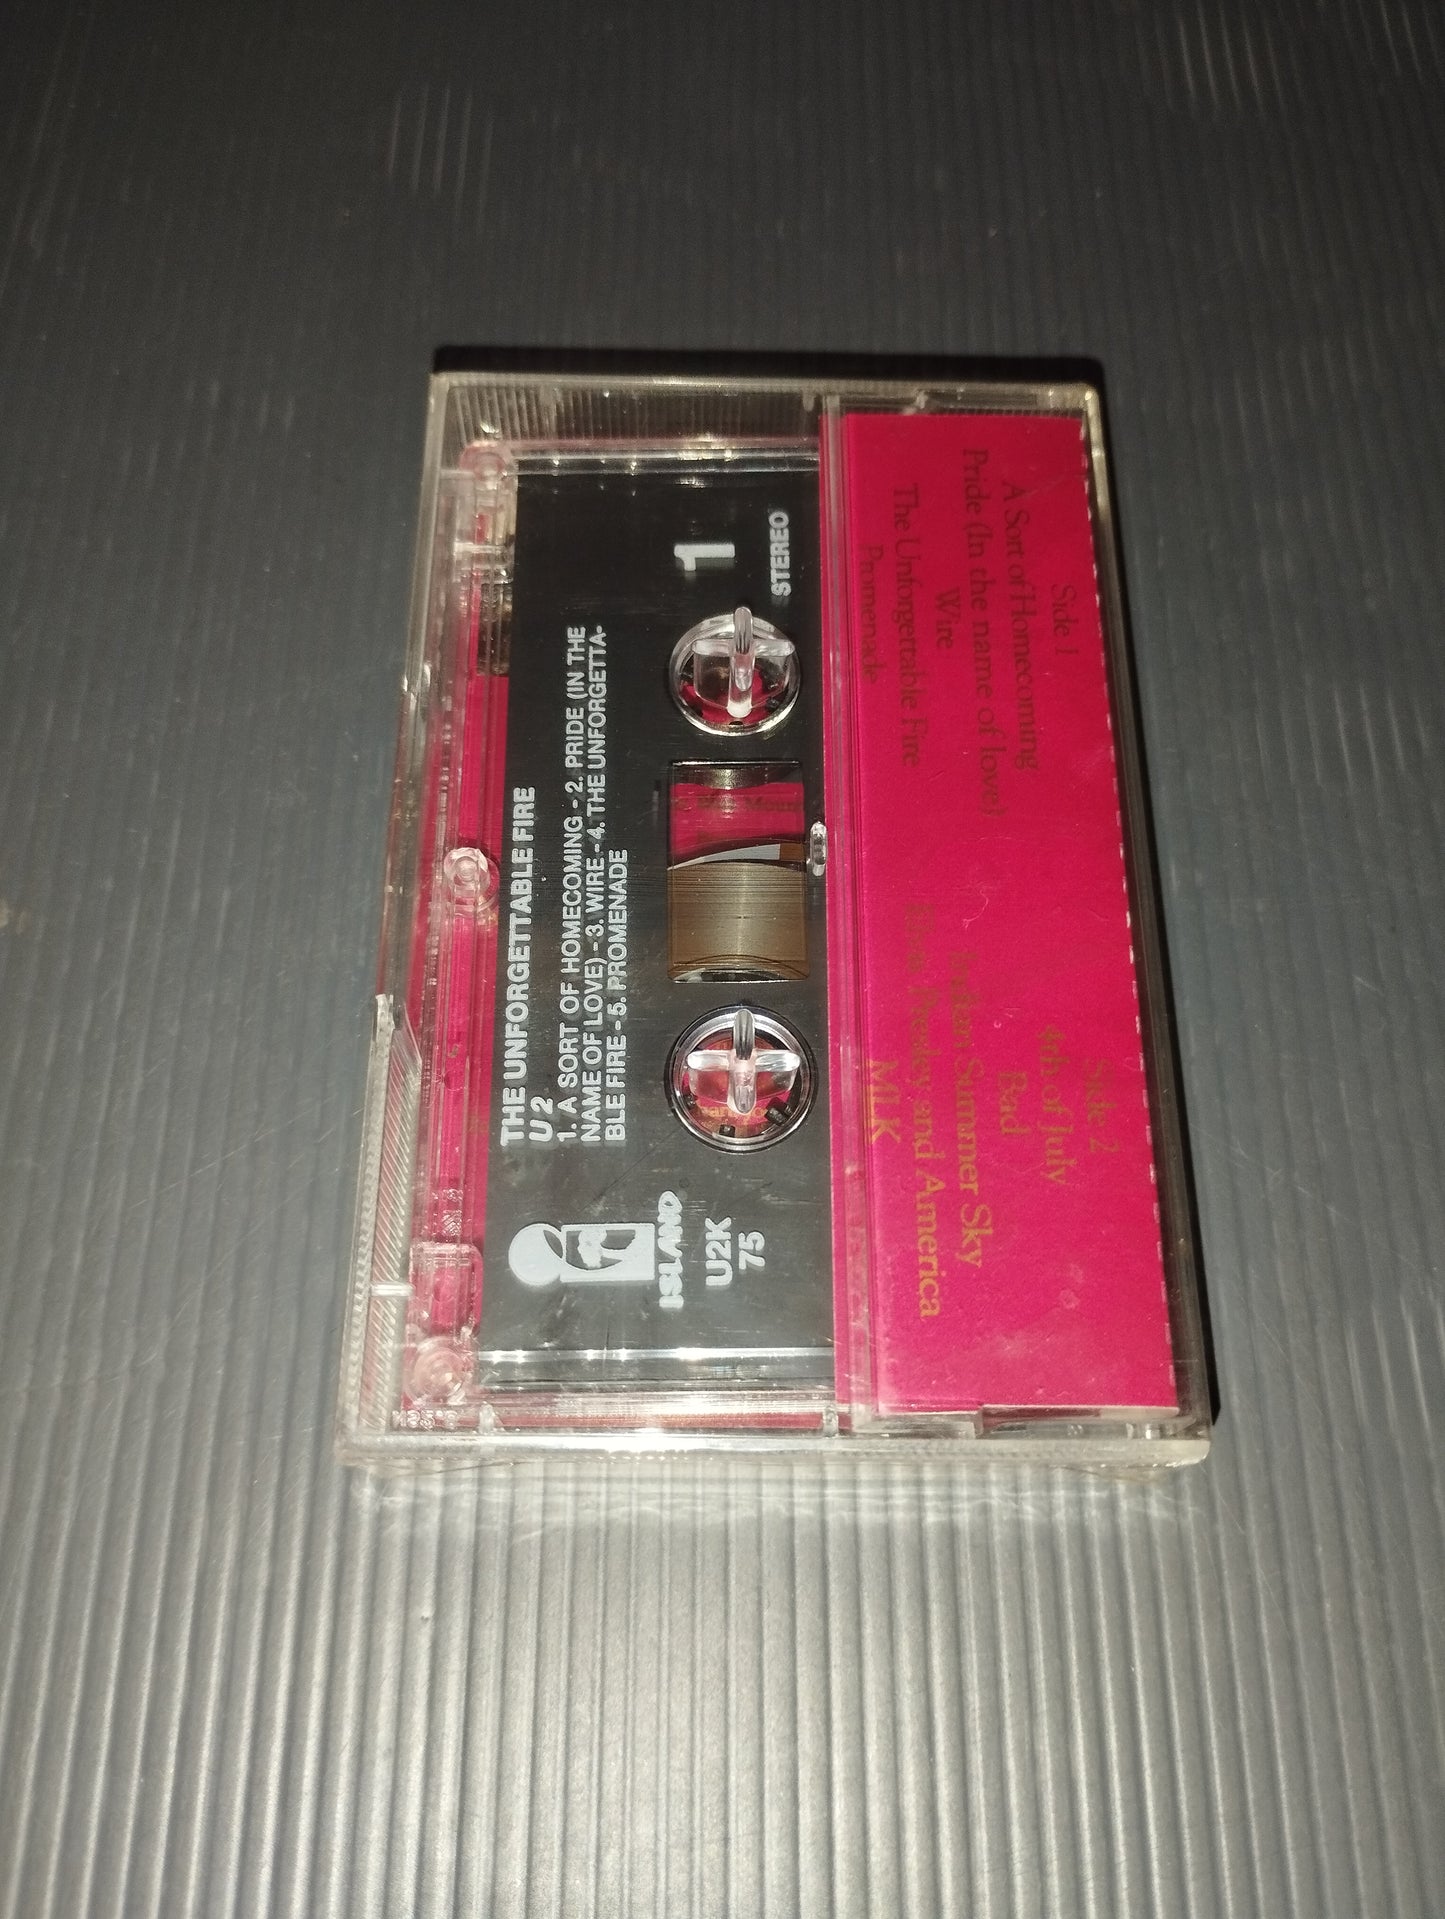 THE UNFORGETTABLE FIRE
U 2
1. A SORT OF HOMECOMING - 2. PRIDE (IN THE
NAME OF LOVE) - 3. WIRE - 4. THE UNFORGETTA-
BLE FIRE - 5. PROMENADE
1
STEREO
ISLAND
U2K
75
Side 1
A Sort of Homecoming
Pride (In the name of love)
Wire
The Unforgettable Fire
Promenade
Side 2
4th of July
Bad
Indian Summer Sky
Elvis Presley and America
MLK